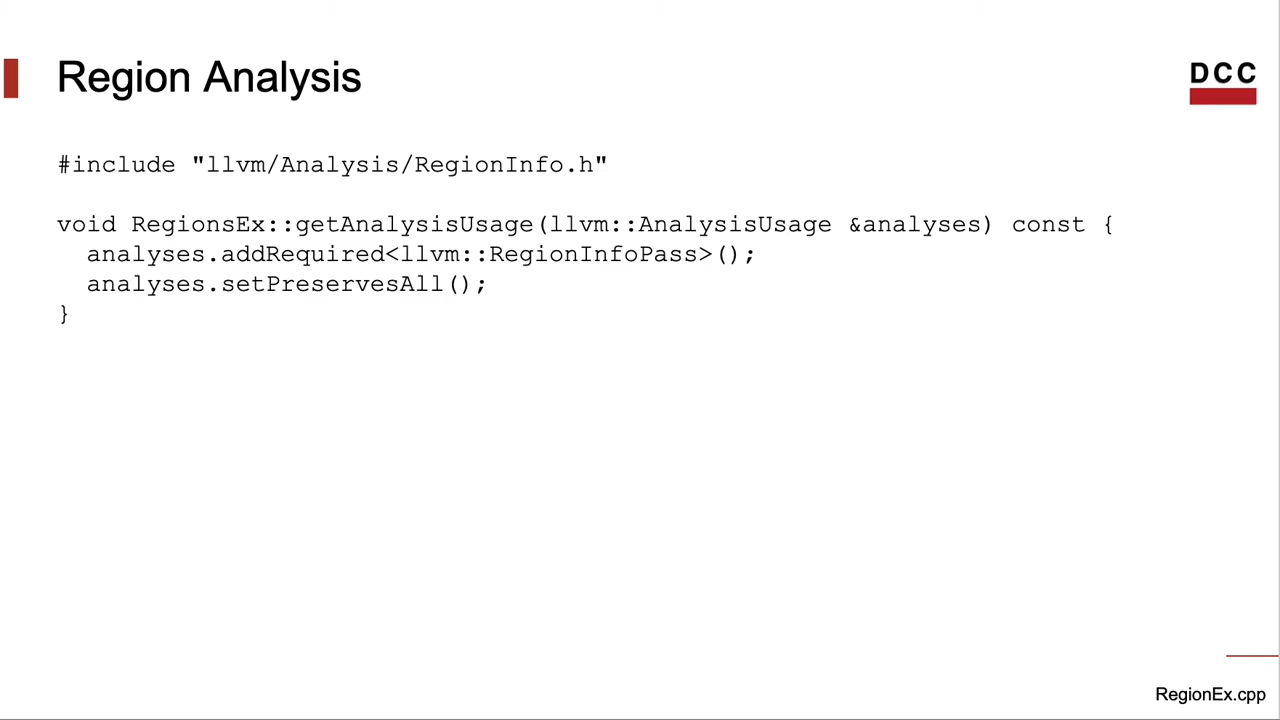 Region Analysis
DCC
#include "llvm/Analysis/RegionInfo.h"
void RegionsEx::getAnalysisUsage(llvm::AnalysisUsage &analyses) const {
  analyses.addRequired<llvm::RegionInfoPass>();
  analyses.setPreservesAll();
}
RegionEx.cpp